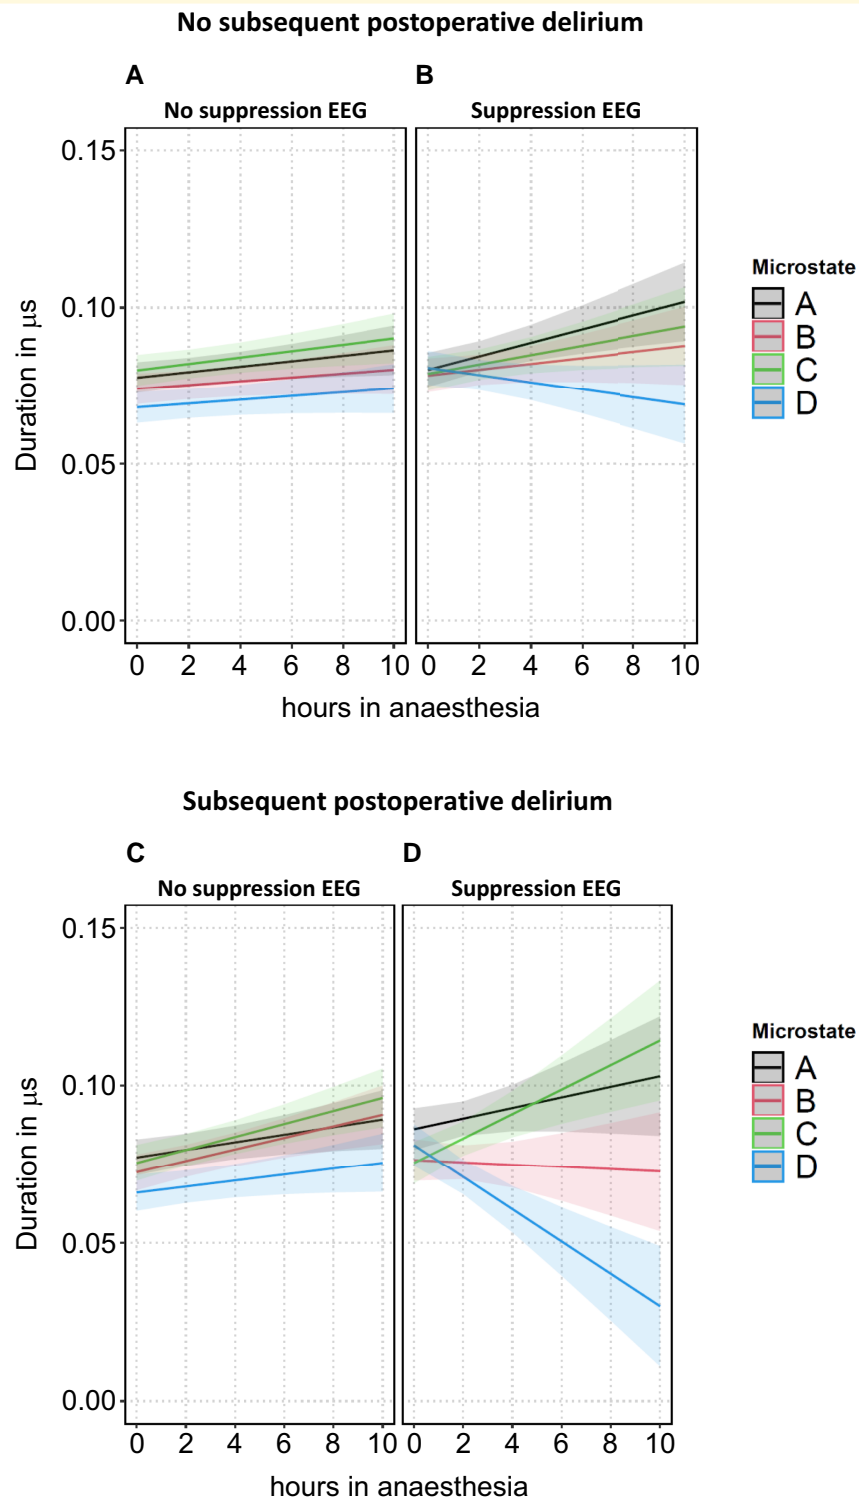 No subsequent postoperative delirium
A B
No suppression EEG Suppression EEG
0.15
0.10
0.05
0.00
Duration in μs
0 2 4 6 8 10 0 2 4 6 8 10
hours in anaesthesia
Microstate
A
B
C
D
Subsequent postoperative delirium
C D
No suppression EEG Suppression EEG
0.15
0.10
0.05
0.00
Duration in μs
0 2 4 6 8 10 0 2 4 6 8 10
hours in anaesthesia
Microstate
A
B
C
D